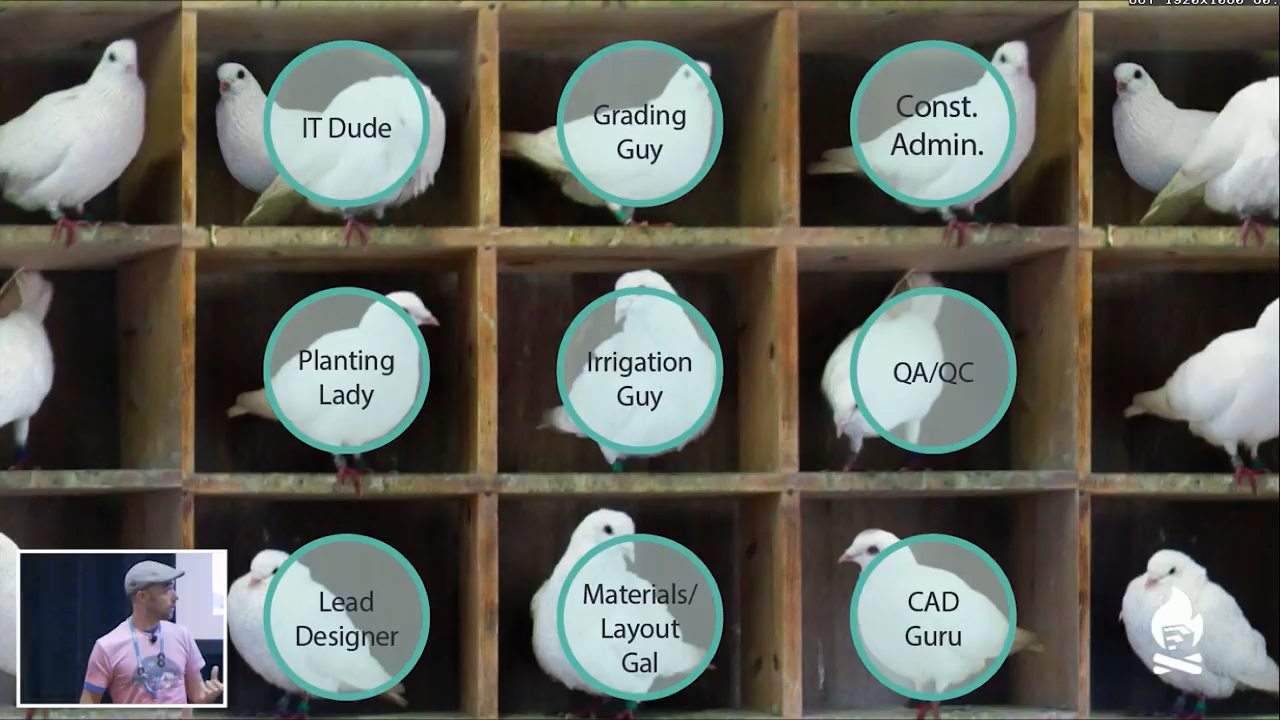 IT Dude
Grading
Guy
Const.
Admin.
Planting
Lady
Irrigation
Guy
QA/QC
Lead
Designer
Materials/
Layout
Gal
CAD
Guru